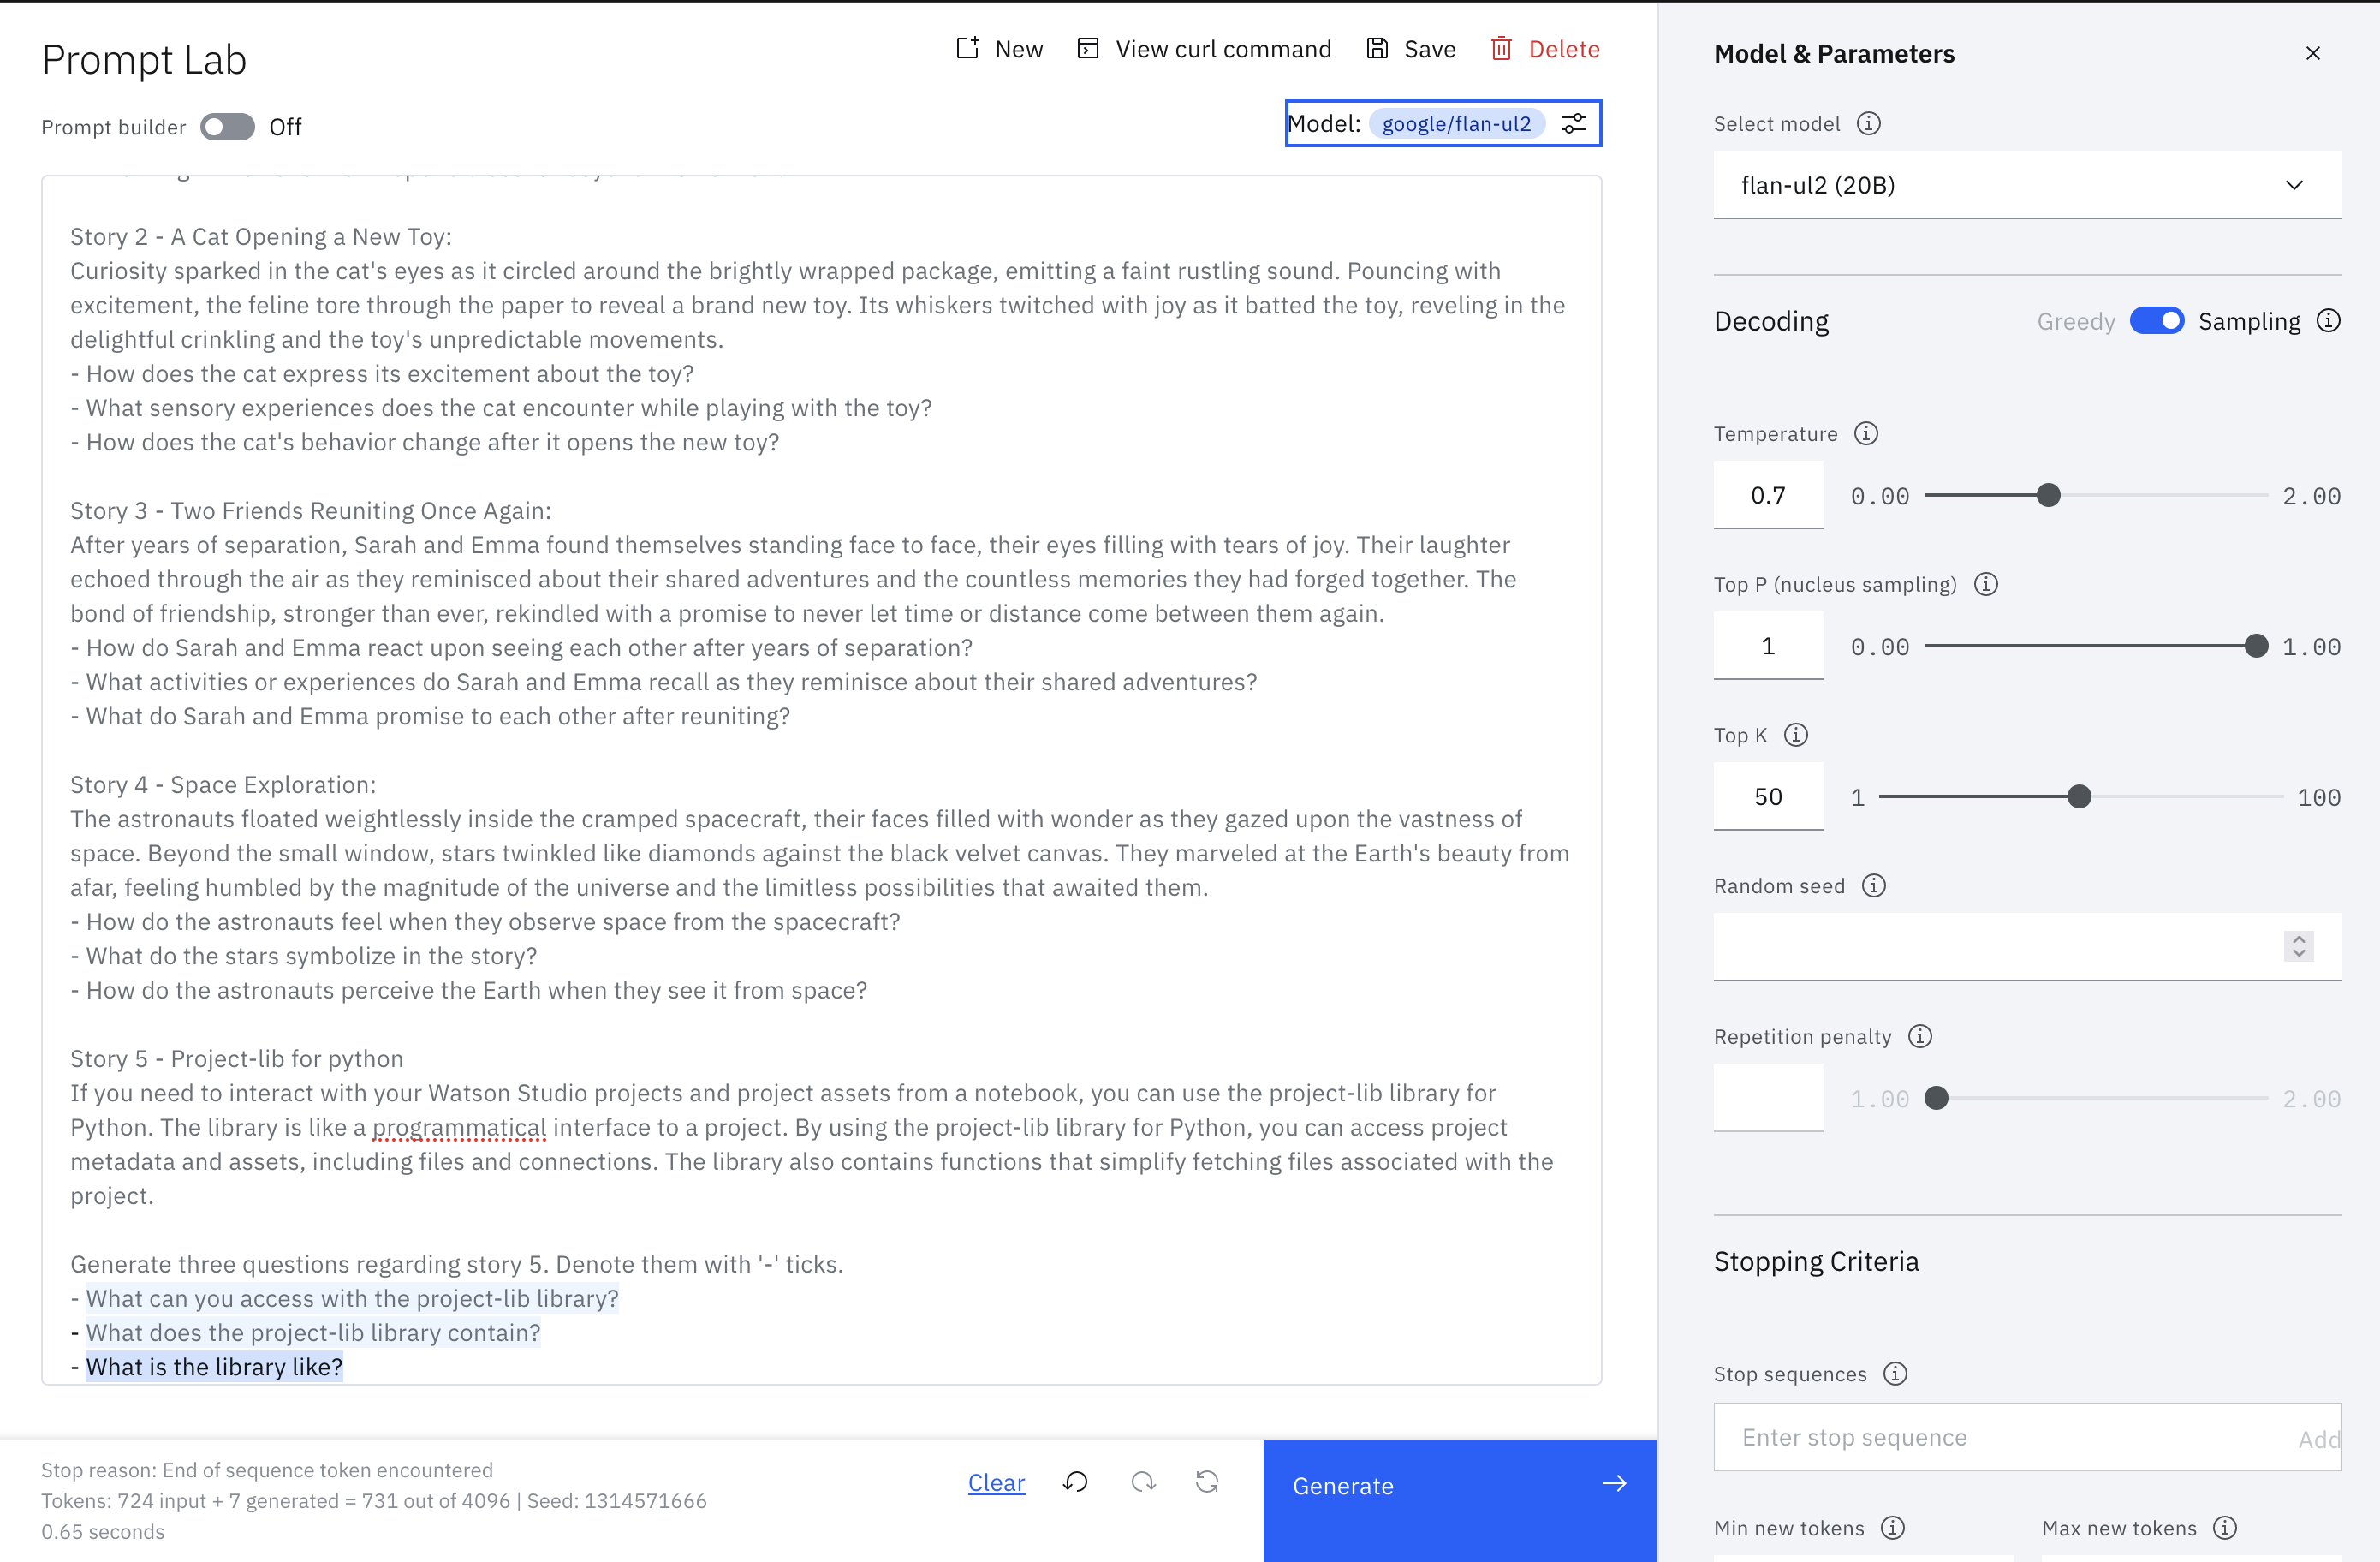 Prompt Lab
New
View curl command
Save
Delete
Prompt builder
Off
Model: google/flan-ul2
Story 2 - A Cat Opening a New Toy:
Curiosity sparked in the cat's eyes as it circled around the brightly wrapped package, emitting a faint rustling sound. Pouncing with
excitement, the feline tore through the paper to reveal a brand new toy. Its whiskers twitched with joy as it batted the toy, reveling in the
delightful crinkling and the toy's unpredictable movements.
- How does the cat express its excitement about the toy?
- What sensory experiences does the cat encounter while playing with the toy?
- How does the cat's behavior change after it opens the new toy?
Story 3 - Two Friends Reuniting Once Again:
After years of separation, Sarah and Emma found themselves standing face to face, their eyes filling with tears of joy. Their laughter
echoed through the air as they reminisced about their shared adventures and the countless memories they had forged together. The
bond of friendship, stronger than ever, rekindled with a promise to never let time or distance come between them again.
- How do Sarah and Emma react upon seeing each other after years of separation?
- What activities or experiences do Sarah and Emma recall as they reminisce about their shared adventures?
- What do Sarah and Emma promise to each other after reuniting?
Story 4 - Space Exploration:
The astronauts floated weightlessly inside the cramped spacecraft, their faces filled with wonder as they gazed upon the vastness of
space. Beyond the small window, stars twinkled like diamonds against the black velvet canvas. They marveled at the Earth's beauty from
afar, feeling humbled by the magnitude of the universe and the limitless possibilities that awaited them.
- How do the astronauts feel when they observe space from the spacecraft?
- What do the stars symbolize in the story?
- How do the astronauts perceive the Earth when they see it from space?
Story 5 - Project-lib for python
If you need to interact with your Watson Studio projects and project assets from a notebook, you can use the project-lib library for
Python. The library is like a programmatical interface to a project. By using the project-lib library for Python, you can access project
metadata and assets, including files and connections. The library also contains functions that simplify fetching files associated with the
project.
Generate three questions regarding story 5. Denote them with '-' ticks.
- What can you access with the project-lib library?
- What does the project-lib library contain?
- What is the library like?
Stop reason: End of sequence token encountered
Tokens: 724 input + 7 generated = 731 out of 4096 | Seed: 1314571666
0.65 seconds
Clear
Generate
Model & Parameters
Select model
flan-ul2 (20B)
Decoding
Greedy
Sampling
Temperature
0.7
0.00
2.00
Top P (nucleus sampling)
1
0.00
1.00
Top K
50
1
100
Random seed
Repetition penalty
1.00
2.00
Stopping Criteria
Stop sequences
Enter stop sequence
Add
Min new tokens
Max new tokens